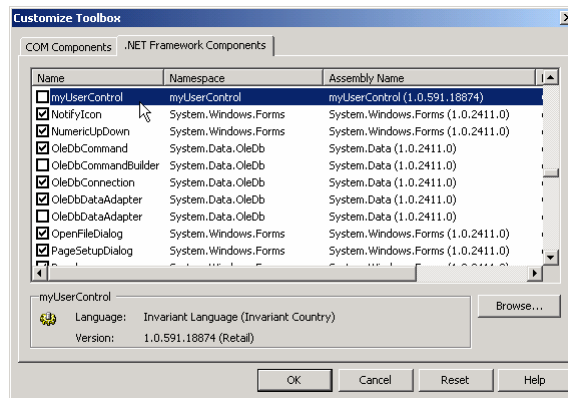 Customize Toolbox
COM Components .NET Framework Components
Name Namespace Assembly Name
myUserControl myUserControl myUserControl (1.0.591.18874)
NotifyIcon System.Windows.Forms System.Windows.Forms (1.0.2411.0)
NumericUpDown System.Windows.Forms System.Windows.Forms (1.0.2411.0)
OleDbCommand System.Data.OleDb System.Data (1.0.2411.0)
OleDbCommandBuilder System.Data.OleDb System.Data (1.0.2411.0)
OleDbConnection System.Data.OleDb System.Data (1.0.2411.0)
OleDbDataAdapter System.Data.OleDb System.Data (1.0.2411.0)
OleDbDataAdapter System.Data.OleDb System.Data (1.0.2411.0)
OpenFileDialog System.Windows.Forms System.Windows.Forms (1.0.2411.0)
PageSetupDialog System.Windows.Forms System.Windows.Forms (1.0.2411.0)
myUserControl
Browse...
Language: Invariant Language (Invariant Country)
Version: 1.0.591.18874 (Retail)
OK Cancel Reset Help